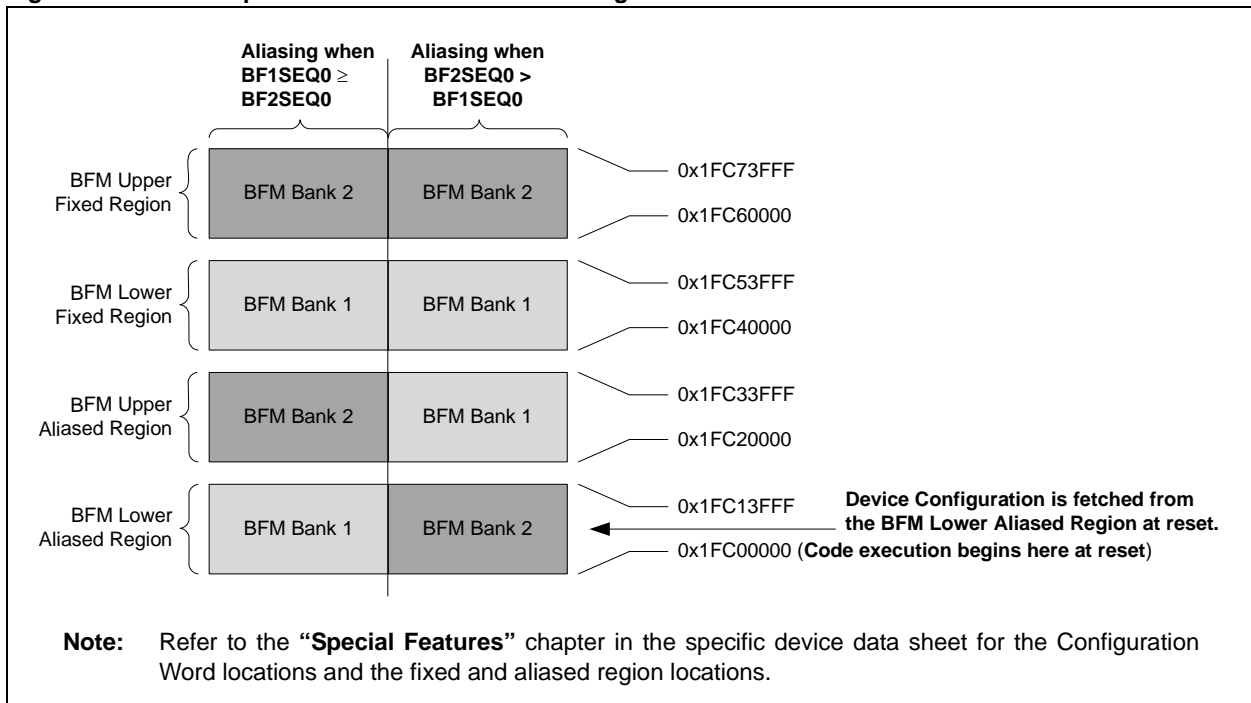 Aliasing when
BF1SEQ0 ≥
BF2SEQ0
Aliasing when
BF2SEQ0 >
BF1SEQ0
BFM Upper
Fixed Region
BFM Bank 2
BFM Bank 2
0x1FC73FFF
0x1FC60000
BFM Lower
Fixed Region
BFM Bank 1
BFM Bank 1
0x1FC53FFF
0x1FC40000
BFM Upper
Aliased Region
BFM Bank 2
BFM Bank 1
0x1FC33FFF
0x1FC20000
BFM Lower
Aliased Region
BFM Bank 1
BFM Bank 2
0x1FC13FFF
Device Configuration is fetched from
the BFM Lower Aliased Region at reset.
0x1FC00000 (Code execution begins here at reset)
Note: Refer to the “Special Features” chapter in the specific device data sheet for the Configuration
Word locations and the fixed and aliased region locations.